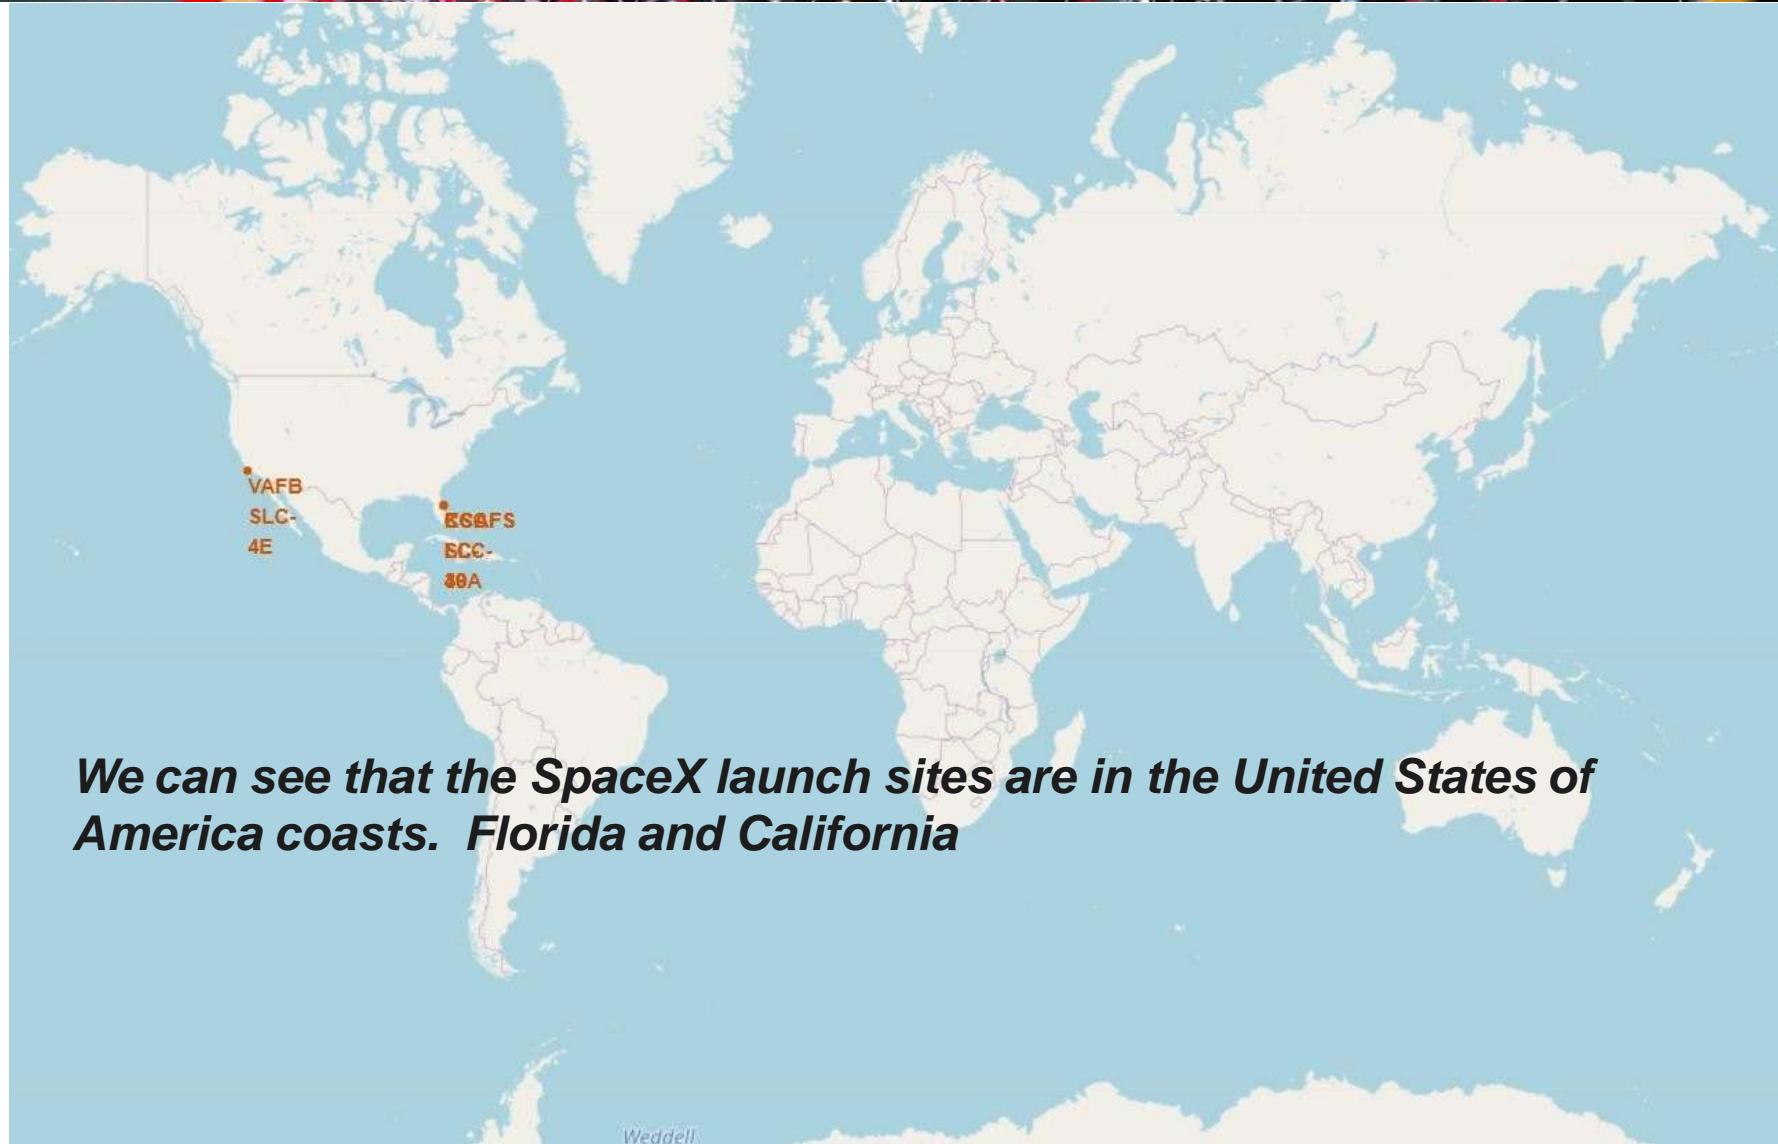 VAFB
SLC-
4E
We can see that the SpaceX launch sites are in the United States of
America coasts. Florida and California
Weddell